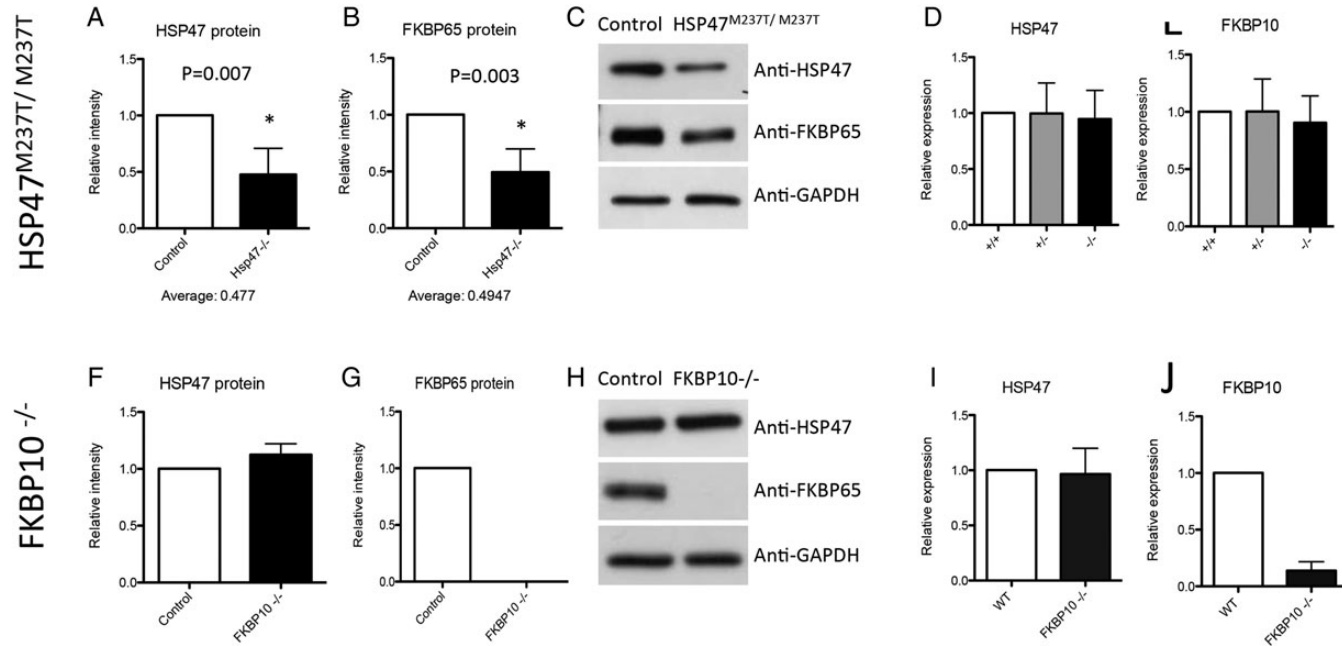 HSP47M237T/ M237T
A
HSP47 protein
P=0.007
*
Relative intensity
1.5
1.0
0.5
0.0
Control
Hsp47-/-
Average: 0.477
B
FKBP65 protein
P=0.003
*
Relative intensity
1.5
1.0
0.5
0.0
Control
Hsp47-/-
Average: 0.4947
C
Control HSP47M237T/ M237T
Anti-HSP47
Anti-FKBP65
Anti-GAPDH
D
HSP47
Relative expression
1.5
1.0
0.5
0.0
+/+
+/-
-/-
FKBP10
Relative expression
1.5
1.0
0.5
0.0
+/+
+/-
-/-
FKBP10 -/-
F
HSP47 protein
Relative intensity
1.5
1.0
0.5
0.0
Control
FKBP10 -/-
G
FKBP65 protein
Relative intensity
1.5
1.0
0.5
0.0
Control
FKBP10 -/-
H
Control FKBP10-/-
Anti-HSP47
Anti-FKBP65
Anti-GAPDH
I
HSP47
Relative expression
1.5
1.0
0.5
0.0
WT
FKBP10 -/-
J
FKBP10
Relative expression
1.5
1.0
0.5
0.0
WT
FKBP10 -/-